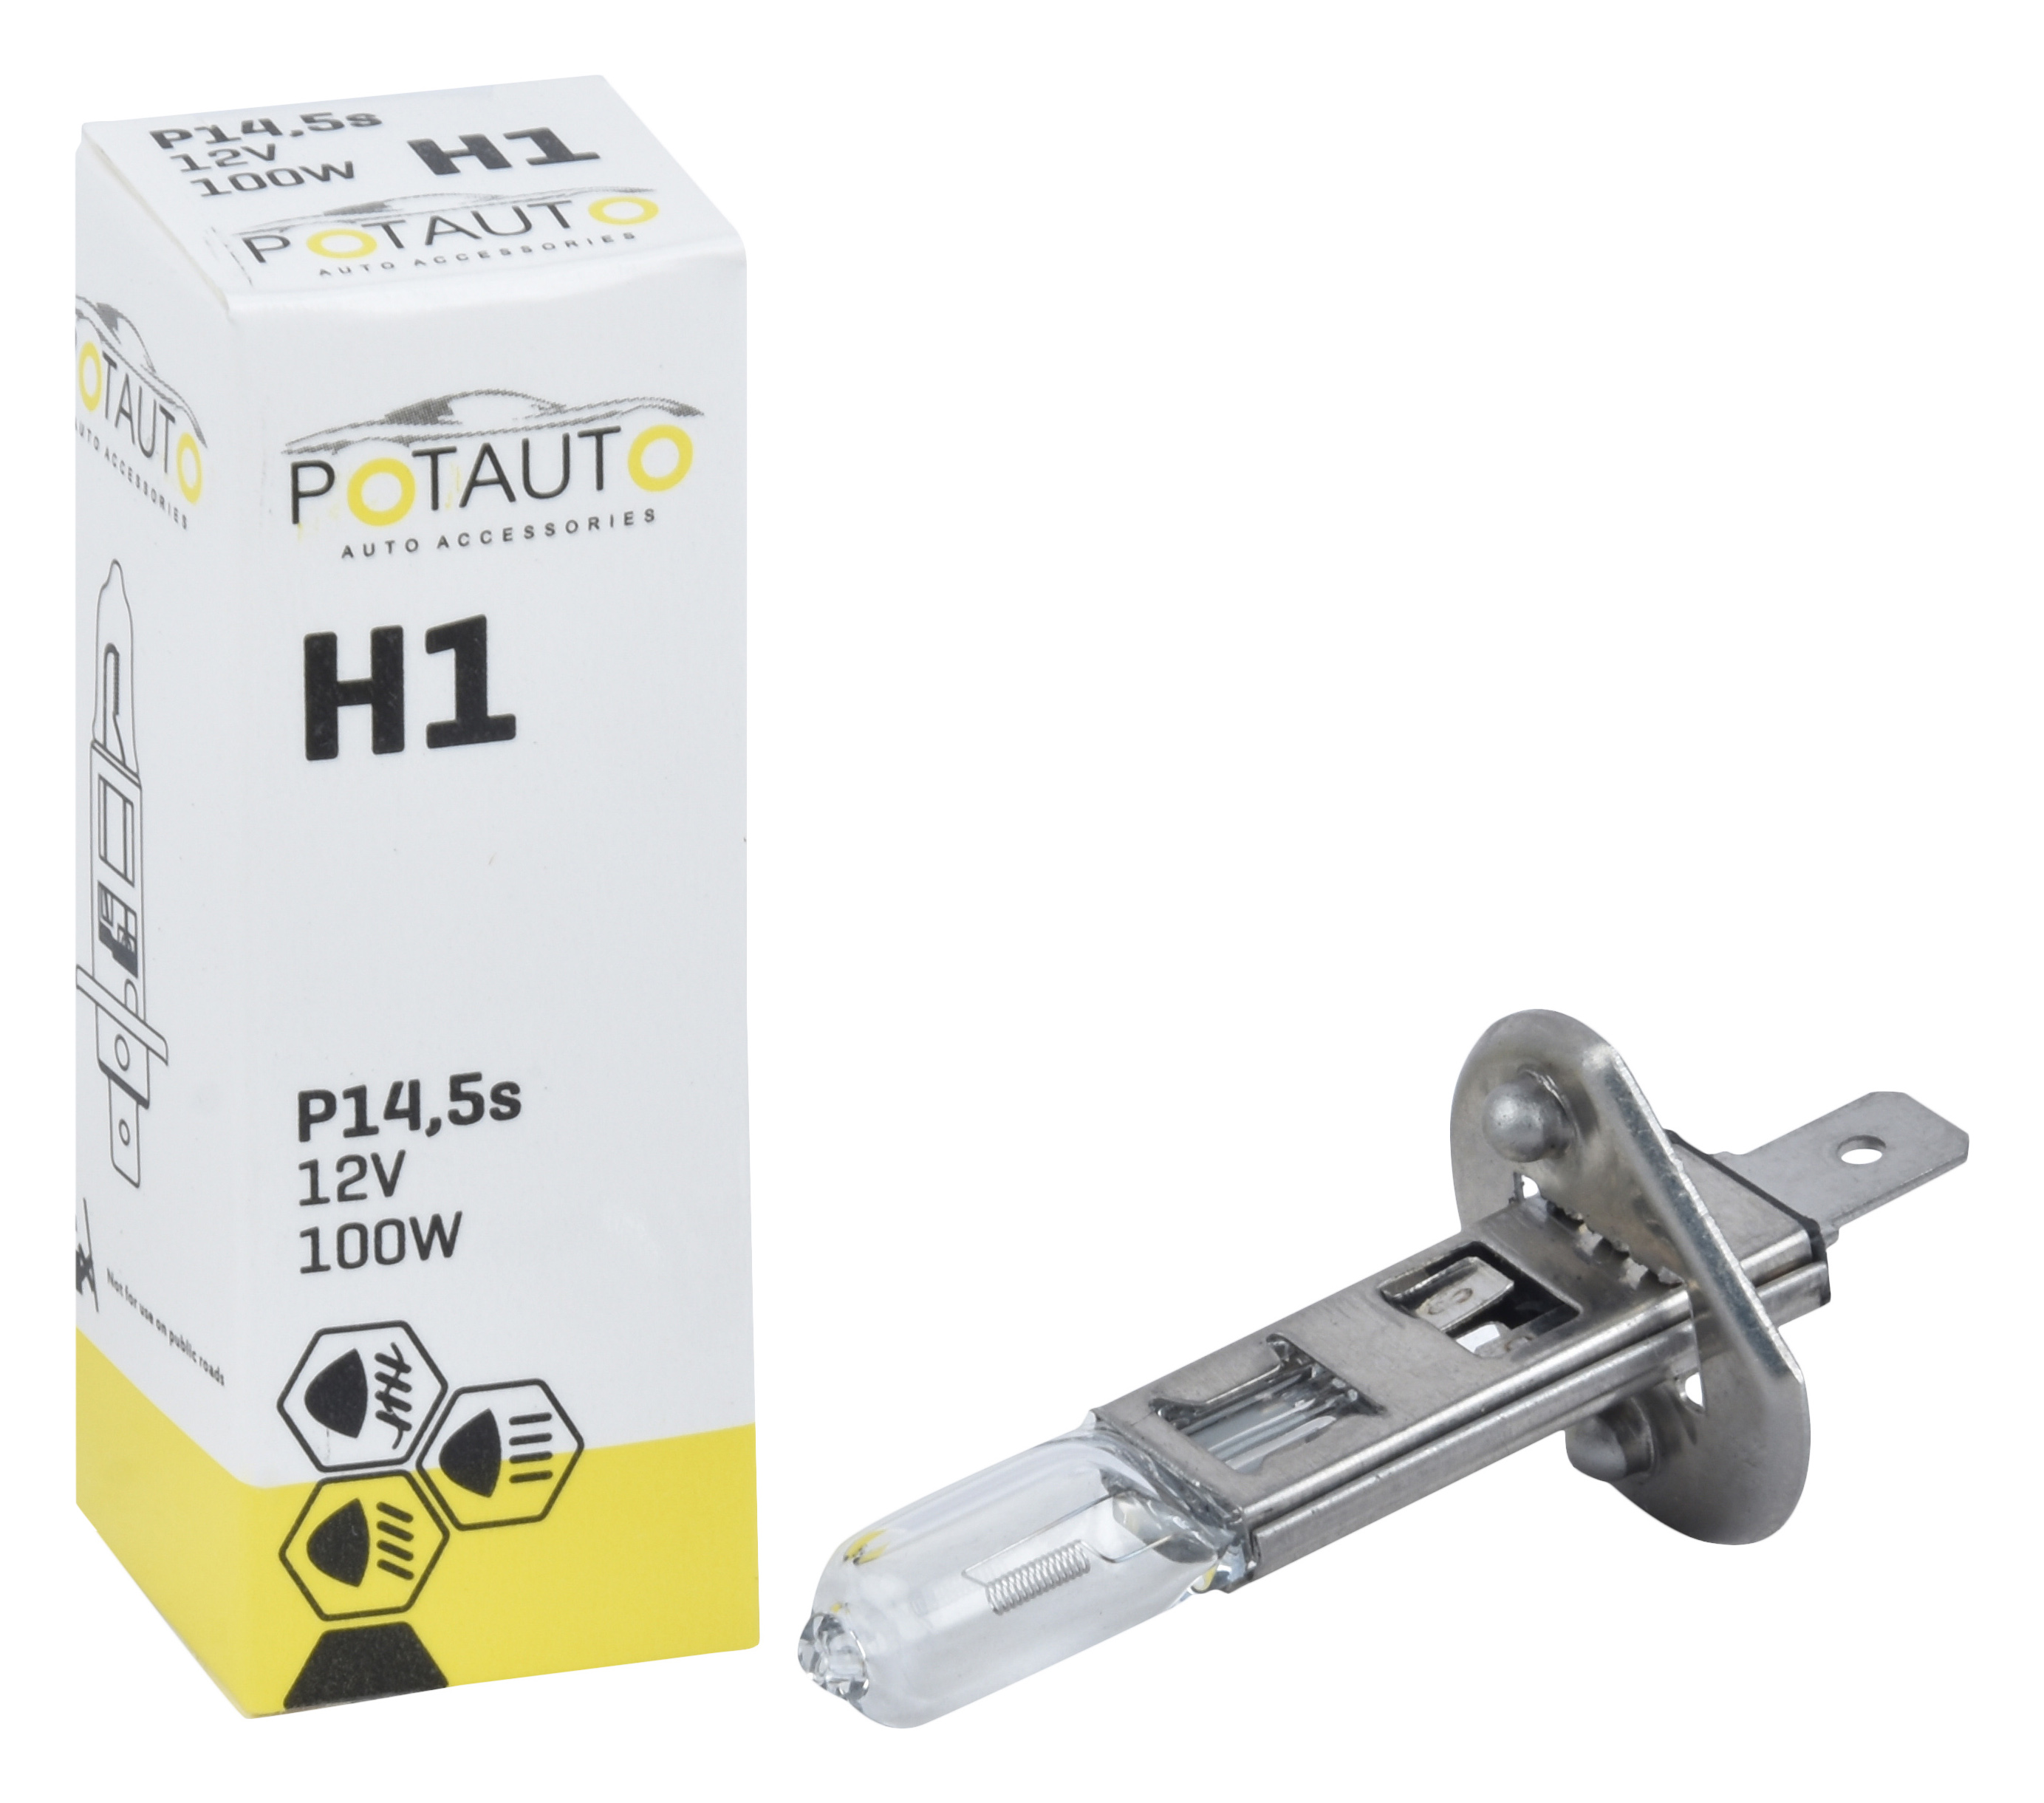 P14,5s
12V
100W
H1
POTAUTO
AUTO ACCESSORIES
OTAUTO
AUTO ACCESSORIES
Not for use on public roads
POTAUTO
AUTO ACCESSORIES
H1
P14,5s
12V
100W